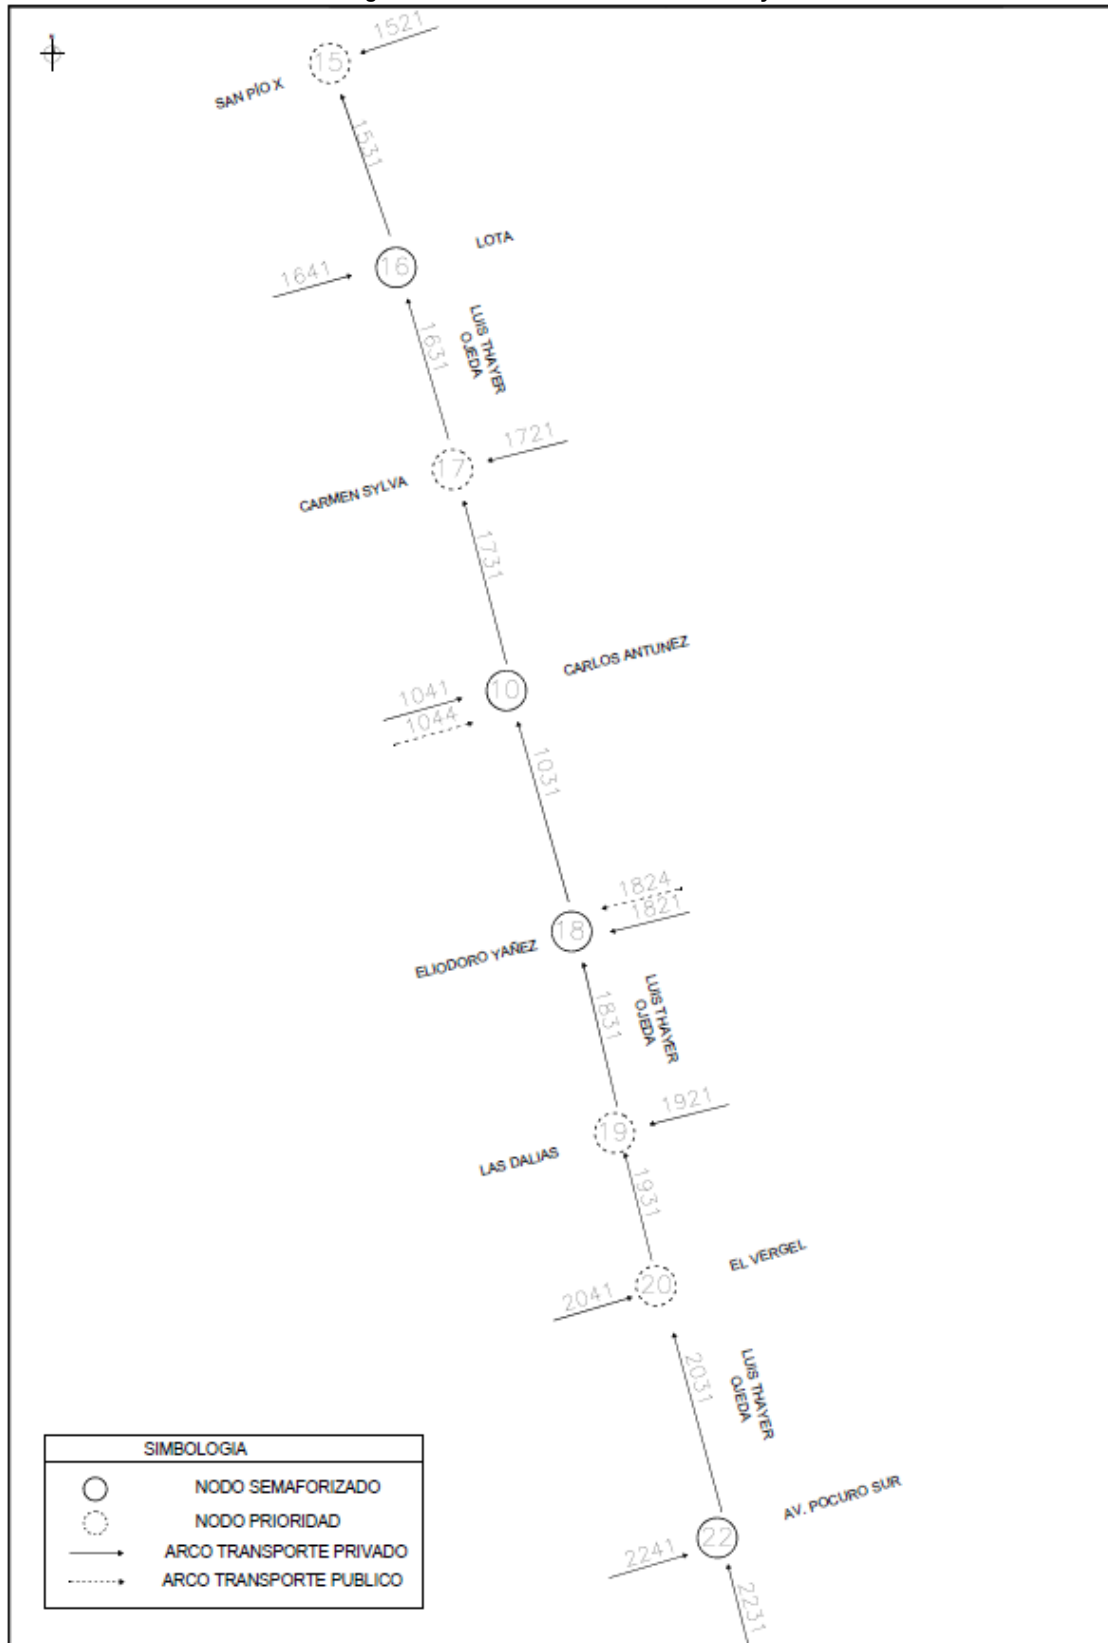 1521
15
SAN PÍO X
1531
LOTA
16
1641
LUIS THAYER
OJEDA
1631
1721
17
CARMEN SYLVA
1731
CARLOS ANTUNEZ
10
1041
1044
1031
1824
1821
18
ELIODORO YAÑEZ
LUIS THAYER
OJEDA
1831
1921
19
LAS DALIAS
1931
EL VERGEL
20
2041
LUIS THAYER
OJEDA
2031
AV. POCURO SUR
22
2241
2231
SIMBOLOGIA
NODO SEMAFORIZADO
NODO PRIORIDAD
ARCO TRANSPORTE PRIVADO
ARCO TRANSPORTE PUBLICO